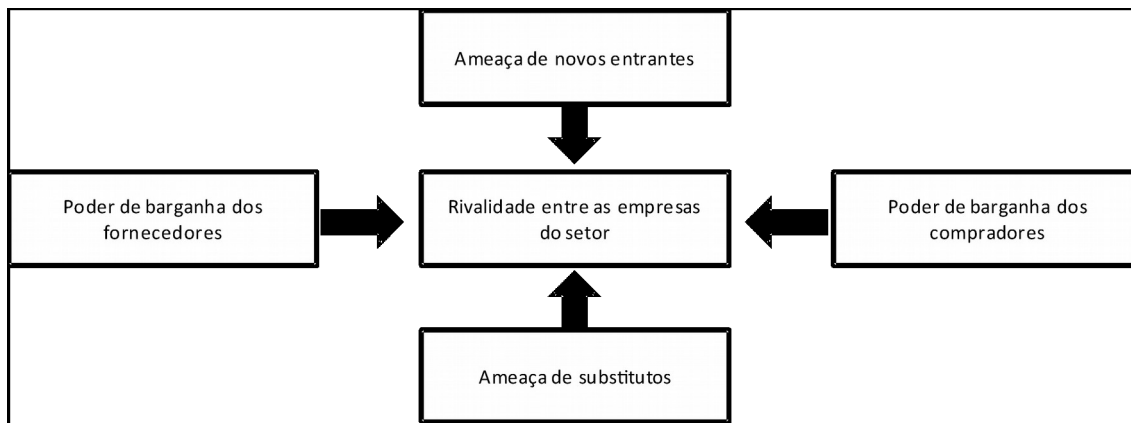 Ameaça de novos entrantes
Poder de barganha dos
fornecedores
Rivalidade entre as empresas
do setor
Poder de barganha dos
compradores
Ameaça de substitutos